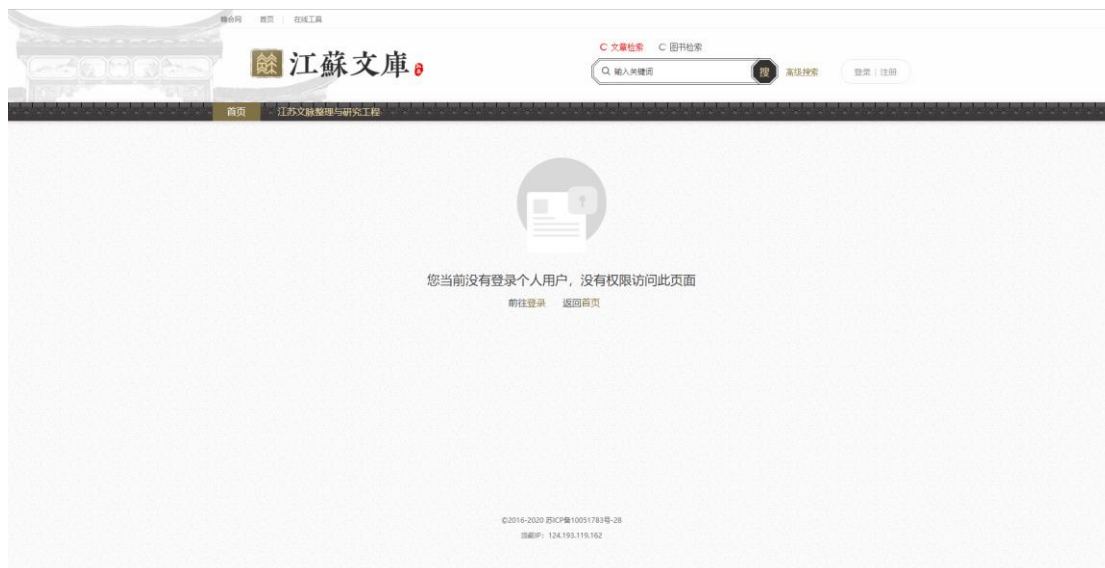 首页 在线工具
江蘇文庫
文章检索 图书检索
输入关键词 搜 高级搜索 登录 | 注册
首页 江苏文脉整理与研究工程
您当前没有登录个人用户，没有权限访问此页面
前往登录 返回首页
©2016-2020 苏ICP备10051783号-28
当前IP：124.193.119.162